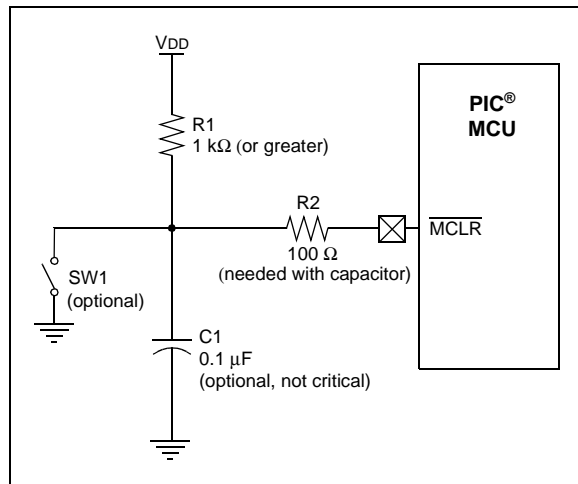 VDD
PIC®
MCU
R1
1 kΩ (or greater)
R2
MCLR
100 Ω
(needed with capacitor)
SW1
(optional)
C1
0.1 μF
(optional, not critical)